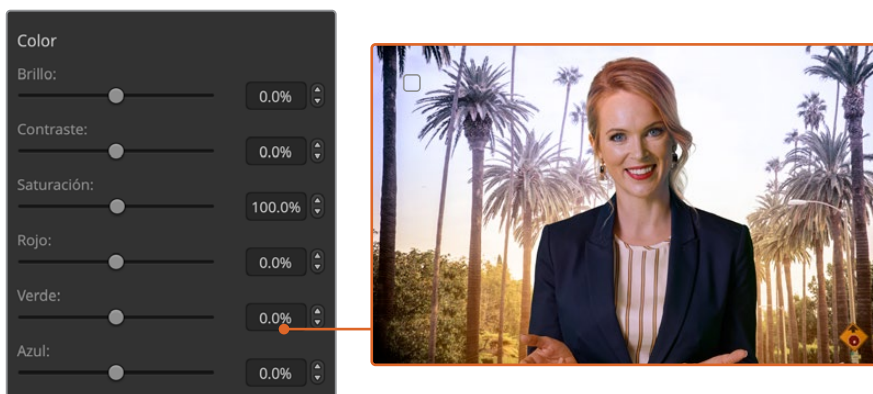 Color
Brillo:
0.0%
Contraste:
0.0%
Saturación:
100.0%
Rojo:
0.0%
Verde:
0.0%
Azul:
0.0%